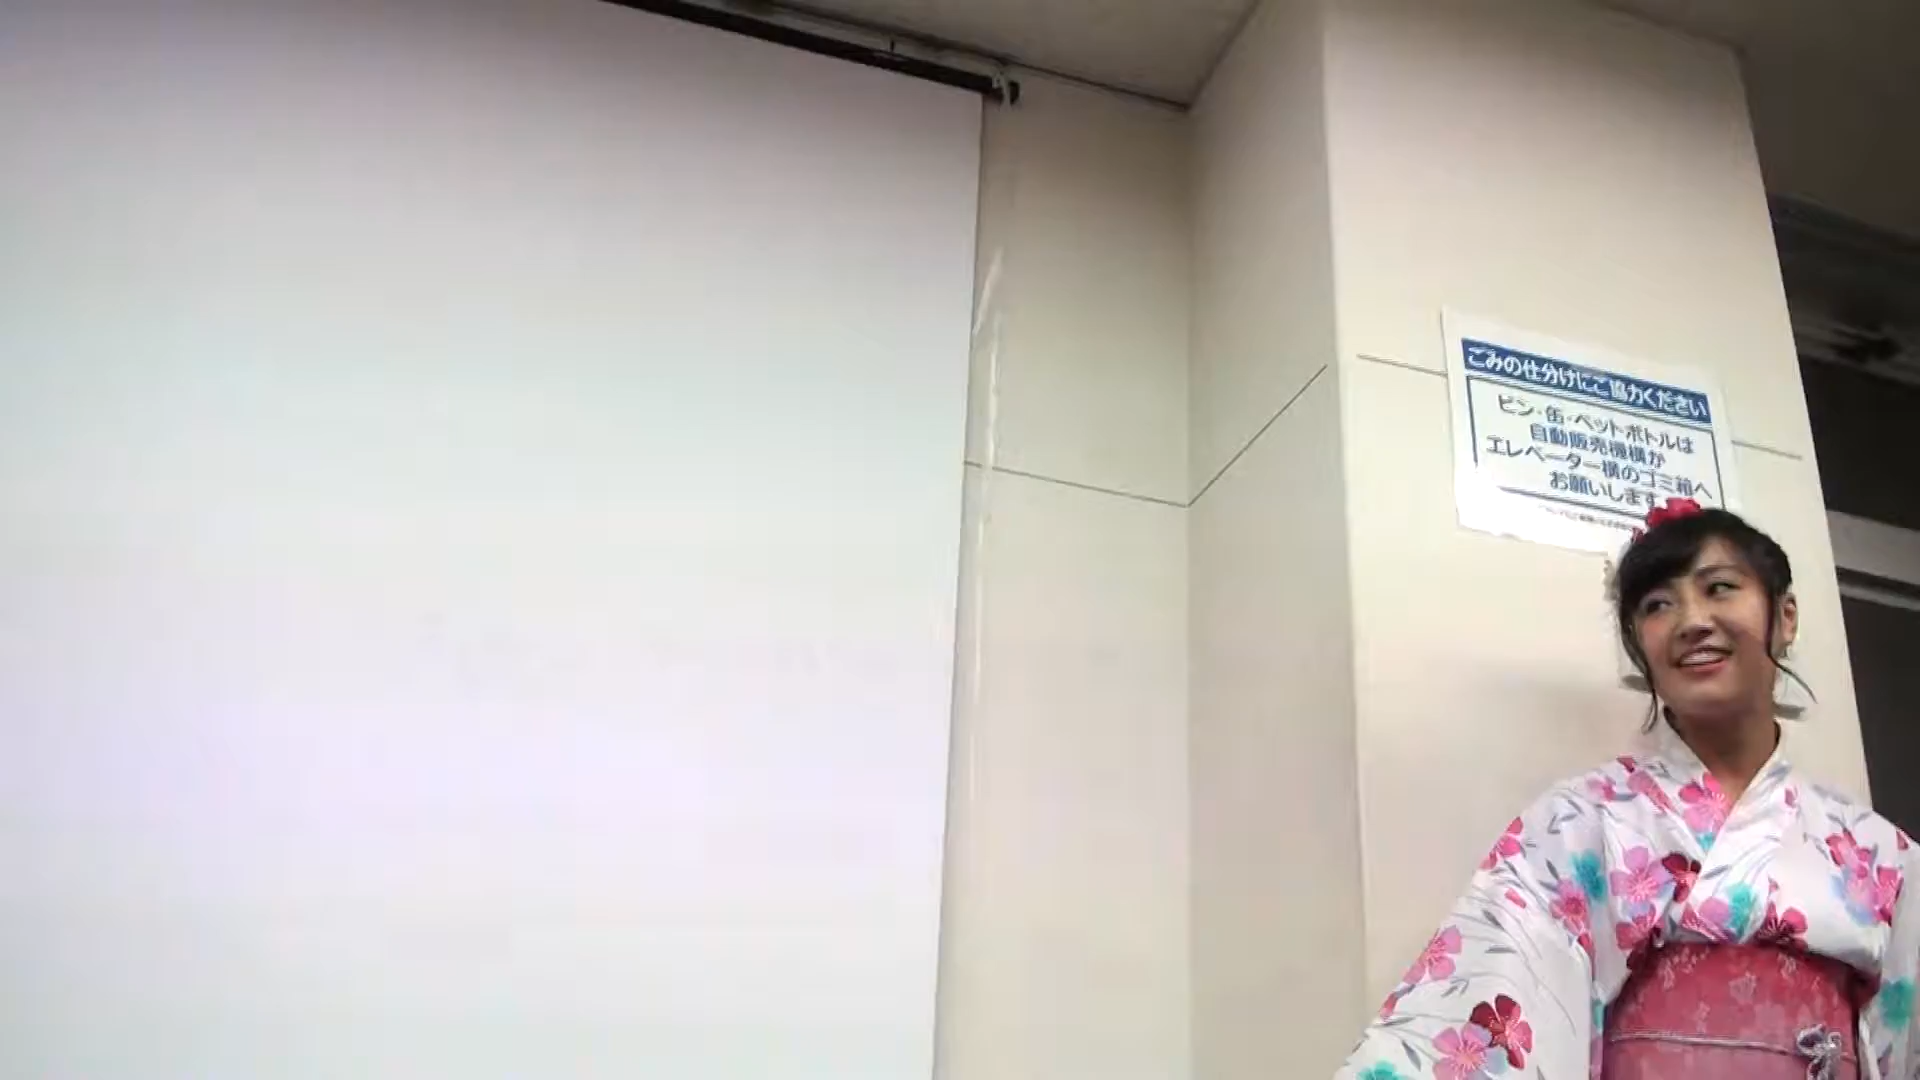 ごみの仕分けにご協力ください
ビン・缶・ペットボトルは
自動販売機横か
エレベーター横のゴミ箱へ
お願いします